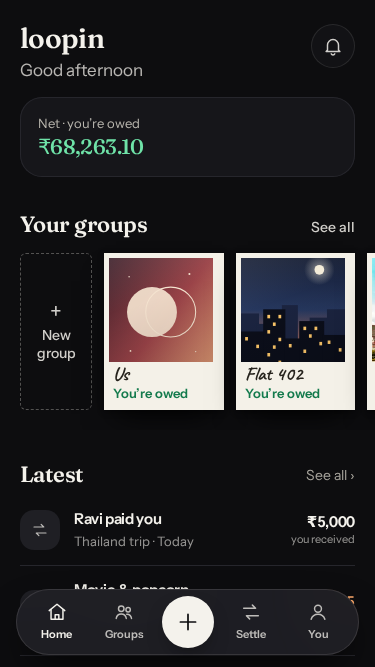 loopin
Good afternoon
Net · you're owed
₹68,263.10
Your groups
See all
+
New
group
Us
You're owed
Flat 402
You're owed
Latest
See all ›
Ravi paid you
₹5,000
Thailand trip · Today
you received
Home
Groups
+
Settle
You